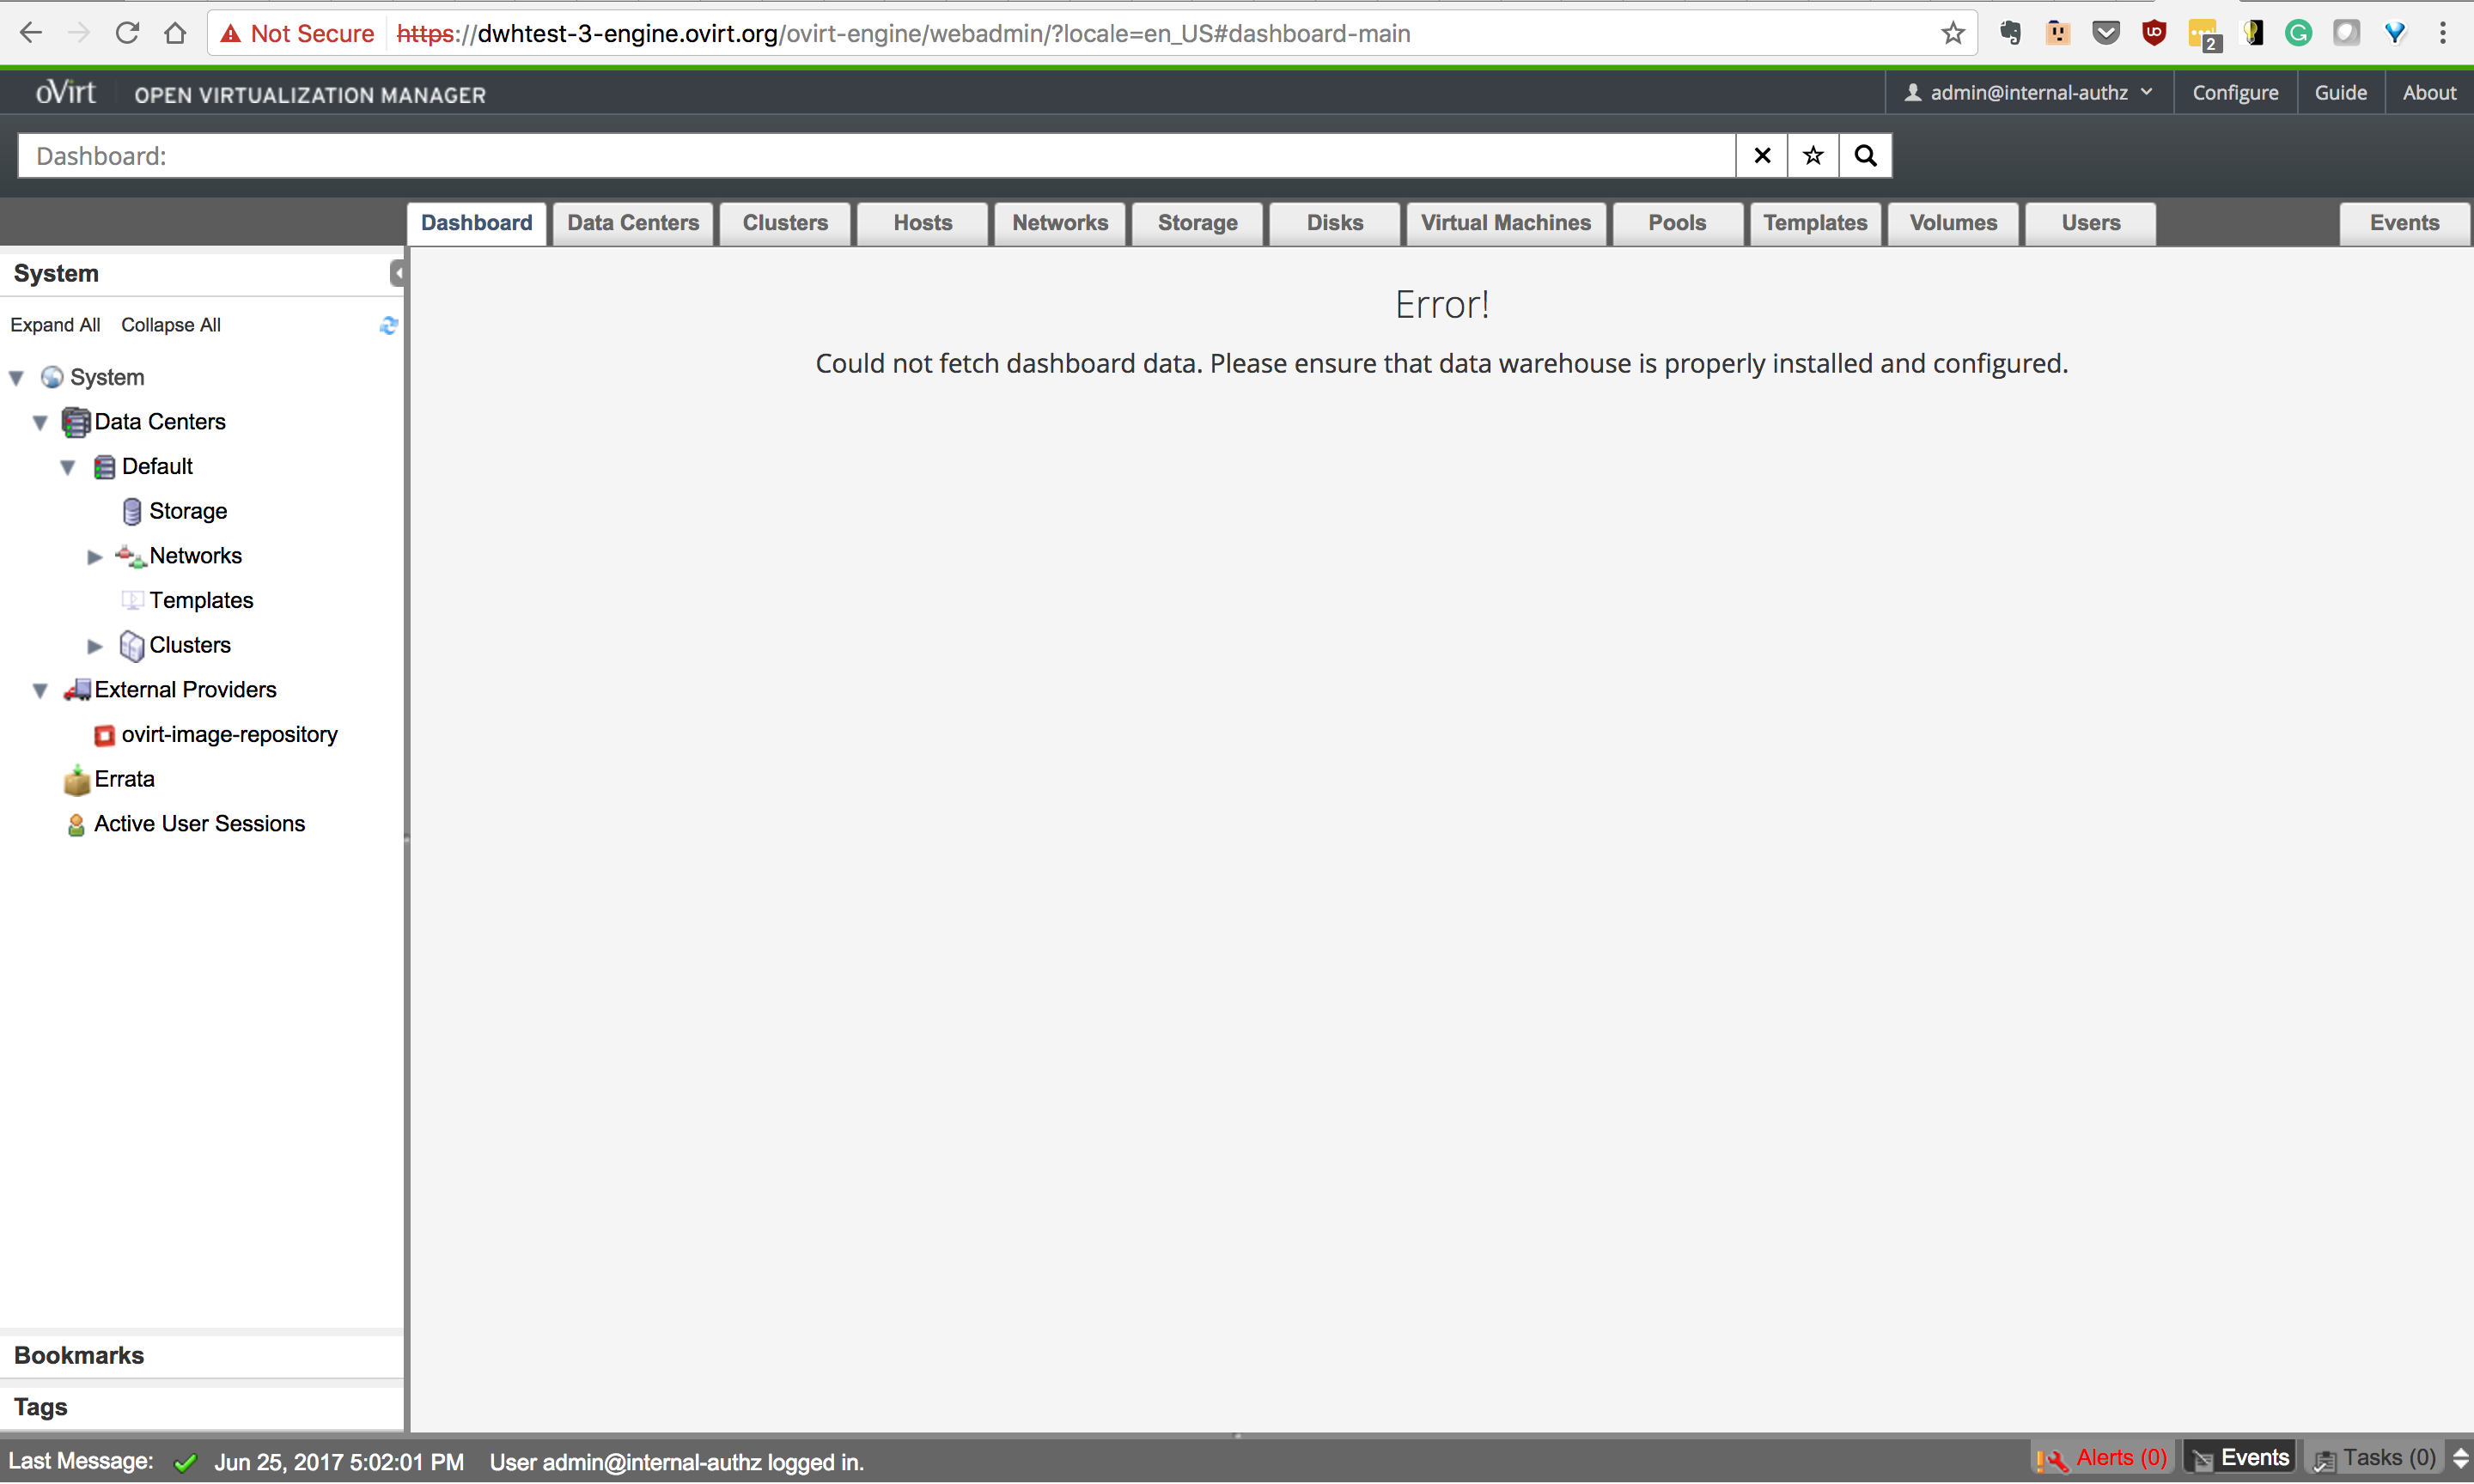 Not Secure https://dwhtest-3-engine.ovirt.org/ovirt-engine/webadmin/?locale=en_US#dashboard-main
2
oVirt OPEN VIRTUALIZATION MANAGER admin@internal-authz Configure Guide About
Dashboard:
Dashboard Data Centers Clusters Hosts Networks Storage Disks Virtual Machines Pools Templates Volumes Users Events
System
Expand All Collapse All
System
Data Centers
Default
Storage
Networks
Templates
Clusters
External Providers
ovirt-image-repository
Errata
Active User Sessions
Bookmarks
Tags
Error!
Could not fetch dashboard data. Please ensure that data warehouse is properly installed and configured.
Last Message: Jun 25, 2017 5:02:01 PM User admin@internal-authz logged in. Alerts (0) Events Tasks (0)